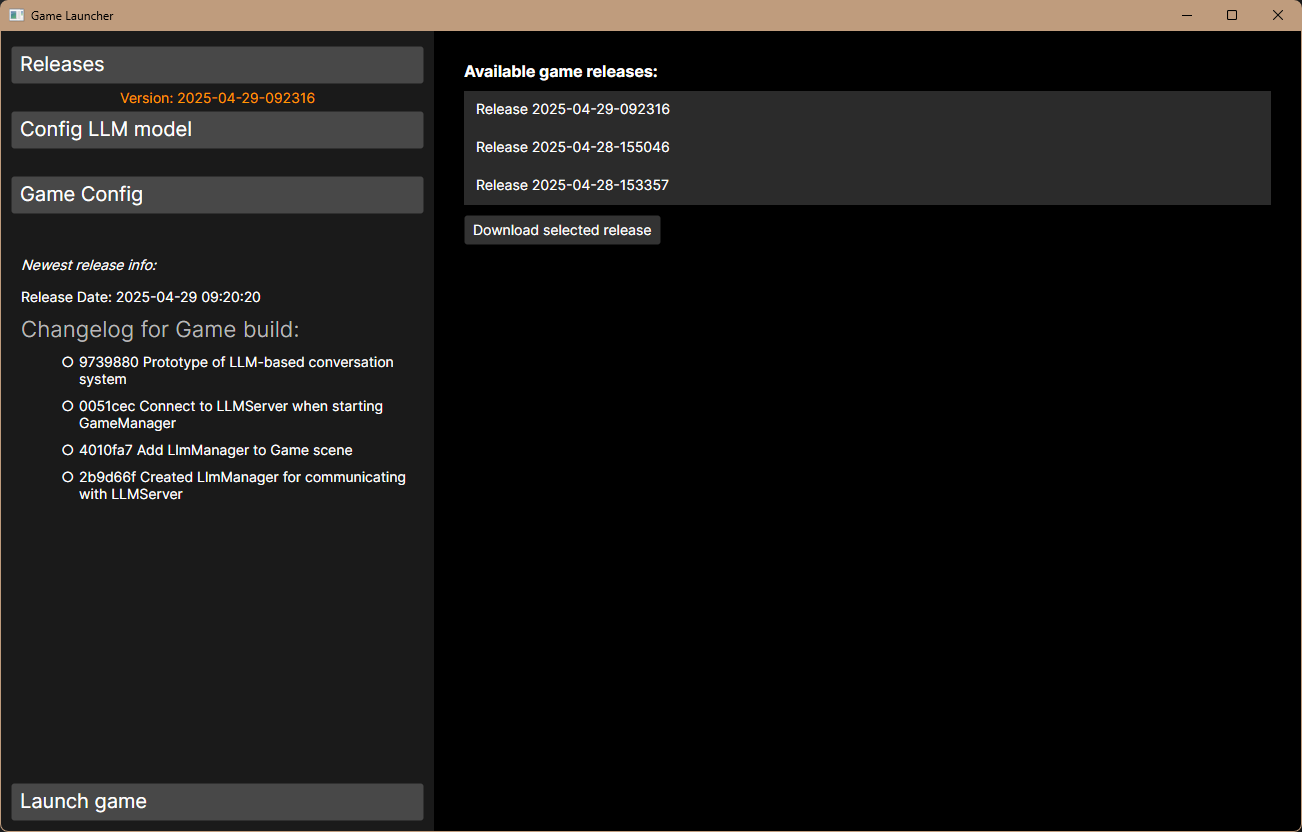 Game Launcher
Releases
Version: 2025-04-29-092316
Config LLM model
Game Config
Newest release info:
Release Date: 2025-04-29 09:20:20
Changelog for Game build:
9739880 Prototype of LLM-based conversation
system
0051cec Connect to LLMServer when starting
GameManager
4010fa7 Add LlmManager to Game scene
2b9d66f Created LlmManager for communicating
with LLMServer
Launch game
Available game releases:
Release 2025-04-29-092316
Release 2025-04-28-155046
Release 2025-04-28-153357
Download selected release